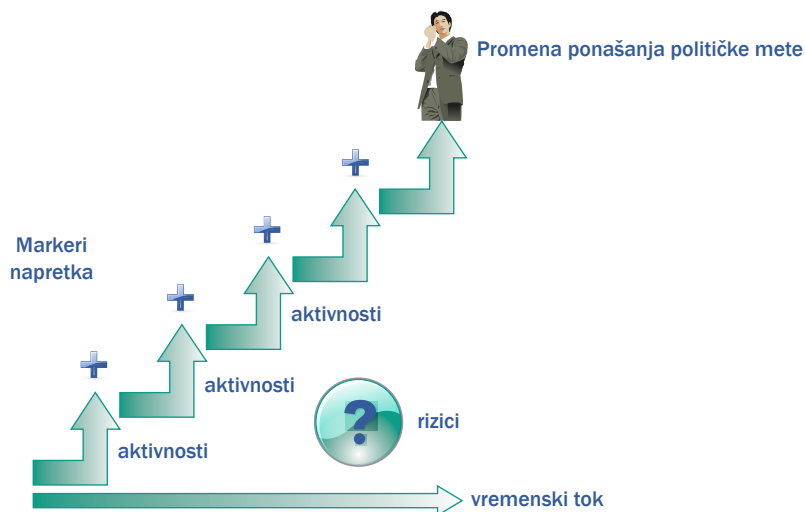 Promena ponašanja političke mete
Markeri
napretka
aktivnosti
aktivnosti
rizici
aktivnosti
vremenski tok